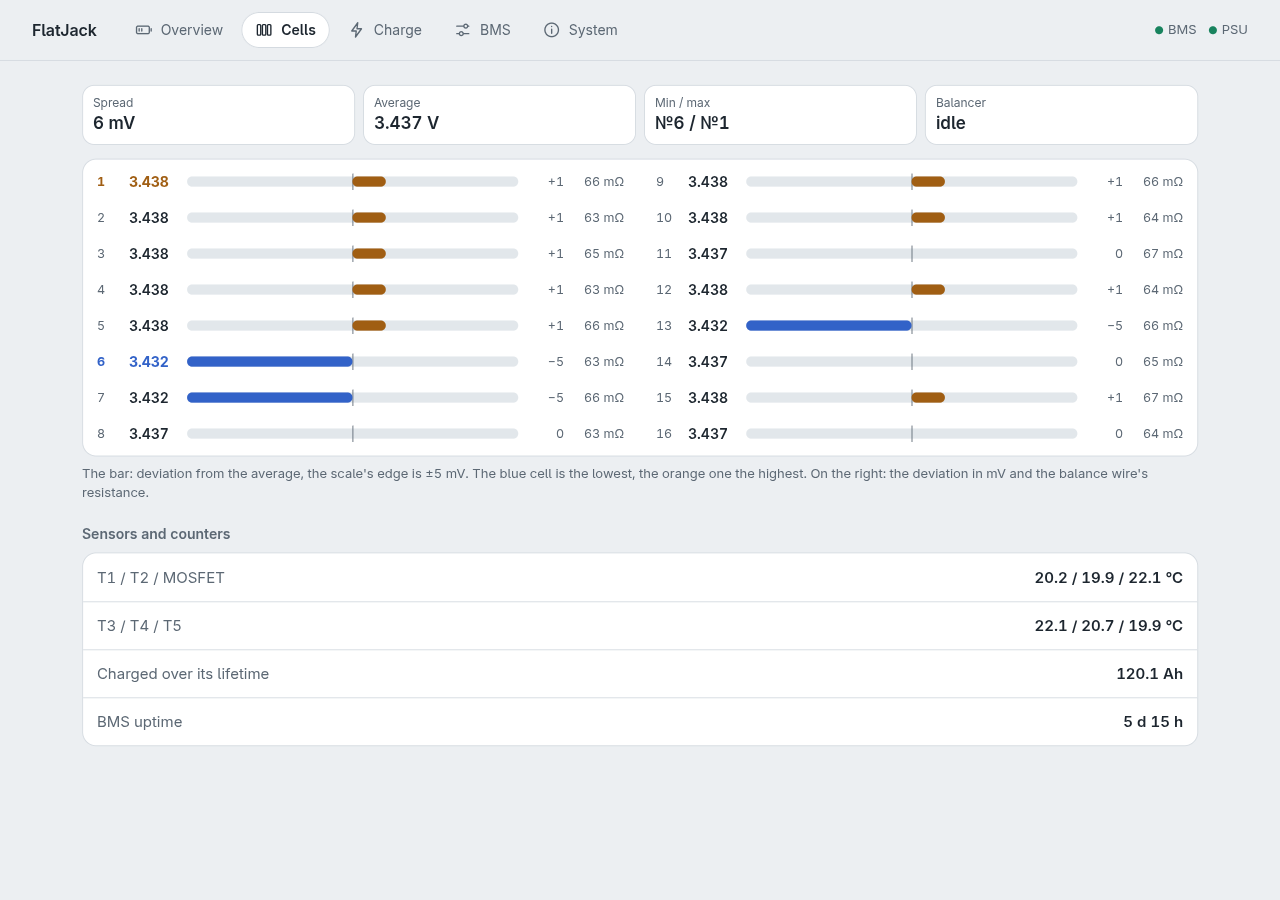 FlatJack Overview Cells Charge BMS System BMS PSU
Spread Average Min / max Balancer
6 mV 3.437 V №6 / №1 idle
1 3.438 +1 66 mΩ 9 3.438 +1 66 mΩ
2 3.438 +1 63 mΩ 10 3.438 +1 64 mΩ
3 3.438 +1 65 mΩ 11 3.437 0 67 mΩ
4 3.438 +1 63 mΩ 12 3.438 +1 64 mΩ
5 3.438 +1 66 mΩ 13 3.432 −5 66 mΩ
6 3.432 −5 63 mΩ 14 3.437 0 65 mΩ
7 3.432 −5 66 mΩ 15 3.438 +1 67 mΩ
8 3.437 0 63 mΩ 16 3.437 0 64 mΩ
The bar: deviation from the average, the scale's edge is ±5 mV. The blue cell is the lowest, the orange one the highest. On the right: the deviation in mV and the balance wire's
resistance.
Sensors and counters
T1 / T2 / MOSFET 20.2 / 19.9 / 22.1 °C
T3 / T4 / T5 22.1 / 20.7 / 19.9 °C
Charged over its lifetime 120.1 Ah
BMS uptime 5 d 15 h